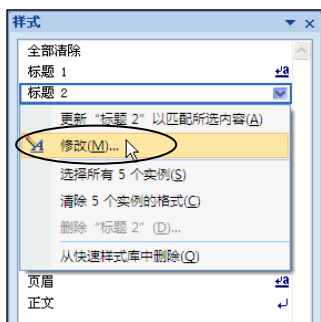 样式
全部清除
标题 1
标题 2
更新“标题 2”以匹配所选内容(A)
修改(M)...
选择所有 5 个实例(S)
清除 5 个实例的格式(C)
删除“标题 2”(D)...
从快速样式库中删除(Q)
页眉
正文